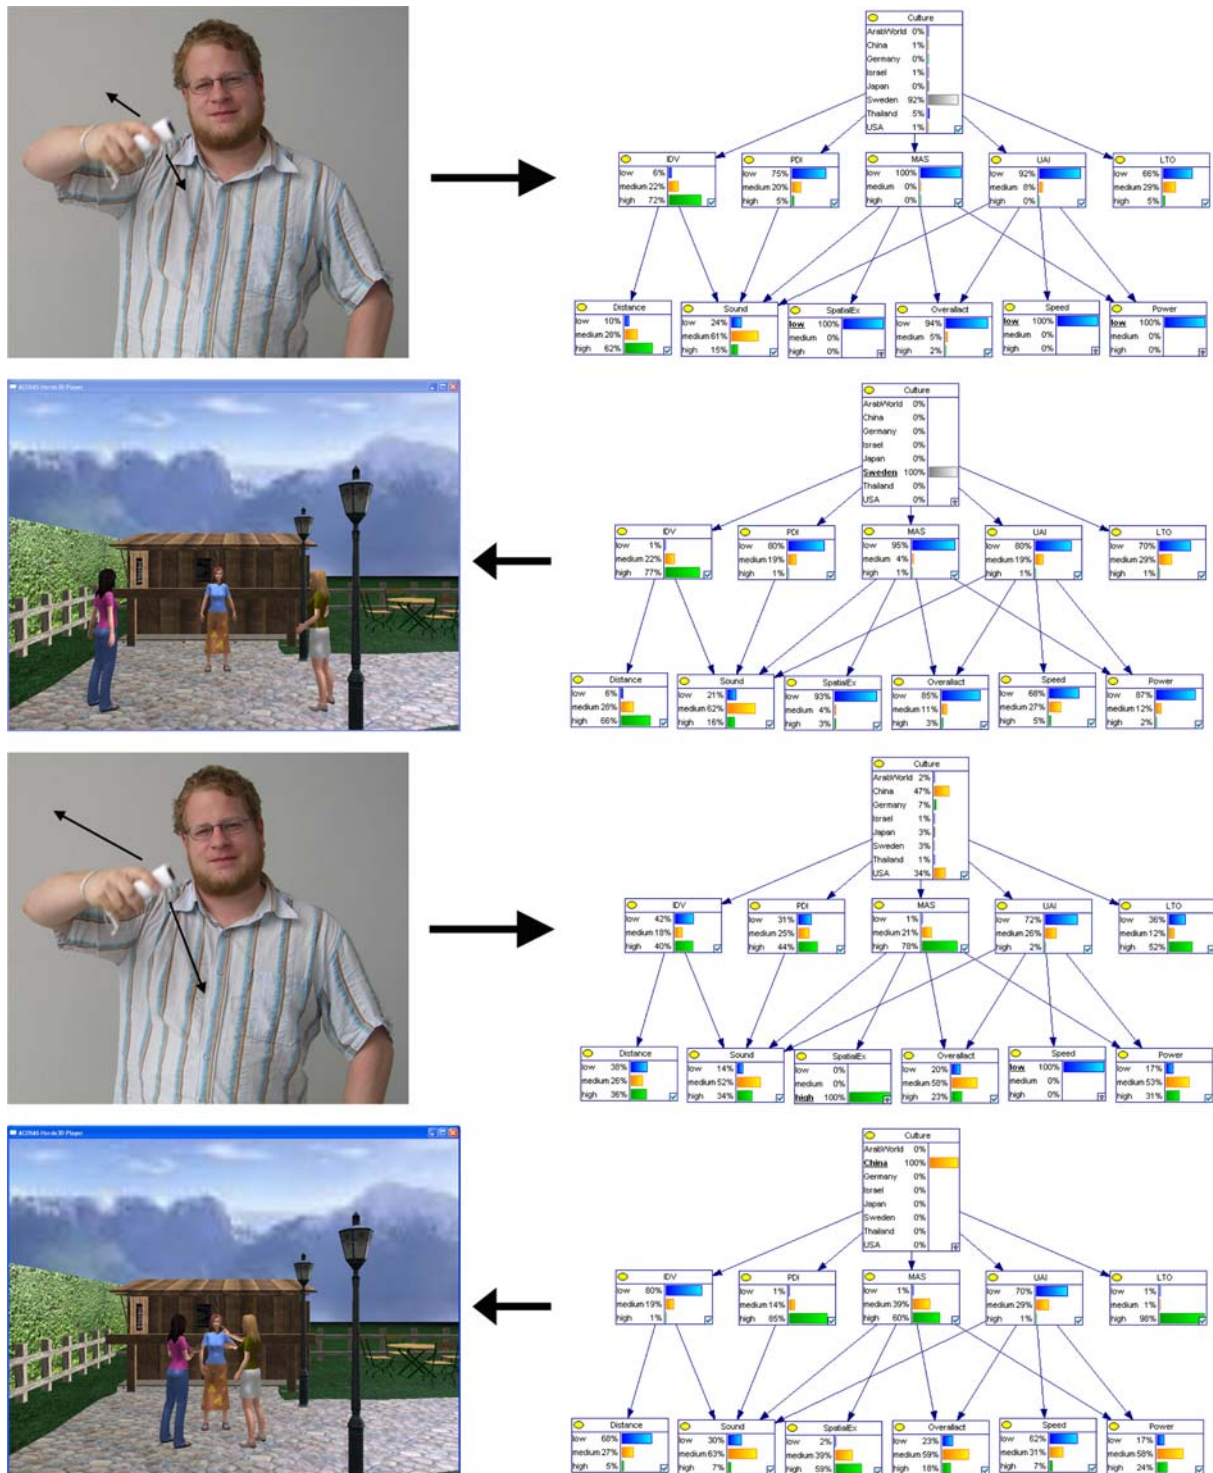 Culture
ArabWorld 0%
China 1%
Germany 0%
Israel 1%
Japan 0%
Sweden 92%
Thailand 5%
USA 1%
IDV
low 6%
medium 22%
high 72%
PDI
low 75%
medium 20%
high 5%
MAS
low 100%
medium 0%
high 0%
UAI
low 92%
medium 8%
high 0%
LTO
low 66%
medium 29%
high 5%
Distance
low 10%
medium 28%
high 62%
Sound
low 24%
medium 61%
high 15%
SpatialEx
low 100%
medium 0%
high 0%
Overallact
low 94%
medium 5%
high 2%
Speed
low 100%
medium 0%
high 0%
Power
low 100%
medium 0%
high 0%
Player
Culture
ArabWorld 0%
China 0%
Germany 0%
Israel 0%
Japan 0%
Sweden 100%
Thailand 0%
USA 0%
IDV
low 1%
medium 22%
high 77%
PDI
low 80%
medium 19%
high 1%
MAS
low 95%
medium 4%
high 1%
UAI
low 80%
medium 19%
high 1%
LTO
low 70%
medium 29%
high 1%
Distance
low 6%
medium 28%
high 66%
Sound
low 21%
medium 62%
high 16%
SpatialEx
low 93%
medium 4%
high 3%
Overallact
low 85%
medium 11%
high 3%
Speed
low 68%
medium 27%
high 5%
Power
low 87%
medium 12%
high 2%
Culture
ArabWorld 2%
China 47%
Germany 7%
Israel 1%
Japan 3%
Sweden 3%
Thailand 1%
USA 34%
IDV
low 42%
medium 18%
high 40%
PDI
low 31%
medium 25%
high 44%
MAS
low 1%
medium 21%
high 78%
UAI
low 72%
medium 26%
high 2%
LTO
low 36%
medium 12%
high 52%
Distance
low 38%
medium 26%
high 36%
Sound
low 14%
medium 52%
high 34%
SpatialEx
low 0%
medium 0%
high 100%
Overallact
low 20%
medium 58%
high 23%
Speed
low 100%
medium 0%
high 0%
Power
low 17%
medium 53%
high 31%
Player
Culture
ArabWorld 0%
China 100%
Germany 0%
Israel 0%
Japan 0%
Sweden 0%
Thailand 0%
USA 0%
IDV
low 80%
medium 19%
high 1%
PDI
low 1%
medium 14%
high 85%
MAS
low 1%
medium 39%
high 60%
UAI
low 70%
medium 29%
high 1%
LTO
low 1%
medium 1%
high 98%
Distance
low 68%
medium 27%
high 5%
Sound
low 30%
medium 63%
high 7%
SpatialEx
low 2%
medium 39%
high 59%
Overallact
low 23%
medium 59%
high 18%
Speed
low 62%
medium 31%
high 7%
Power
low 17%
medium 58%
high 24%